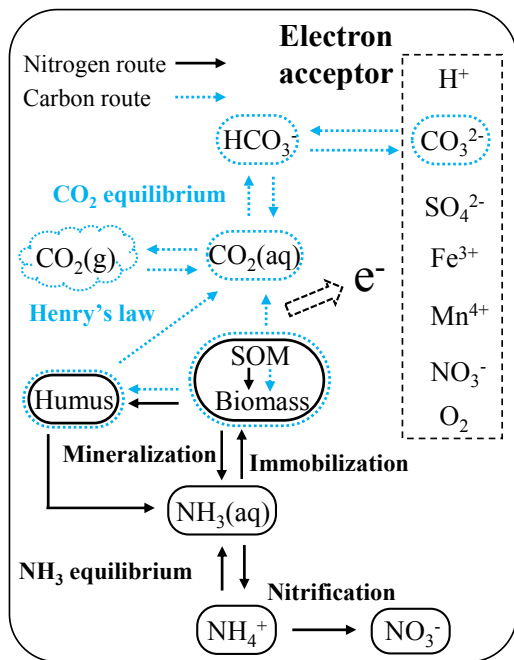 Electron
acceptor
Nitrogen route
Carbon route
H⁺
HCO₃⁻
CO₃²⁻
CO₂ equilibrium
SO₄²⁻
CO₂(g)
CO₂(aq)
e⁻
Fe³⁺
Henry's law
Mn⁴⁺
SOM
Humus
Biomass
NO₃⁻
O₂
Mineralization
Immobilization
NH₃(aq)
NH₃ equilibrium
Nitrification
NH₄⁺
NO₃⁻